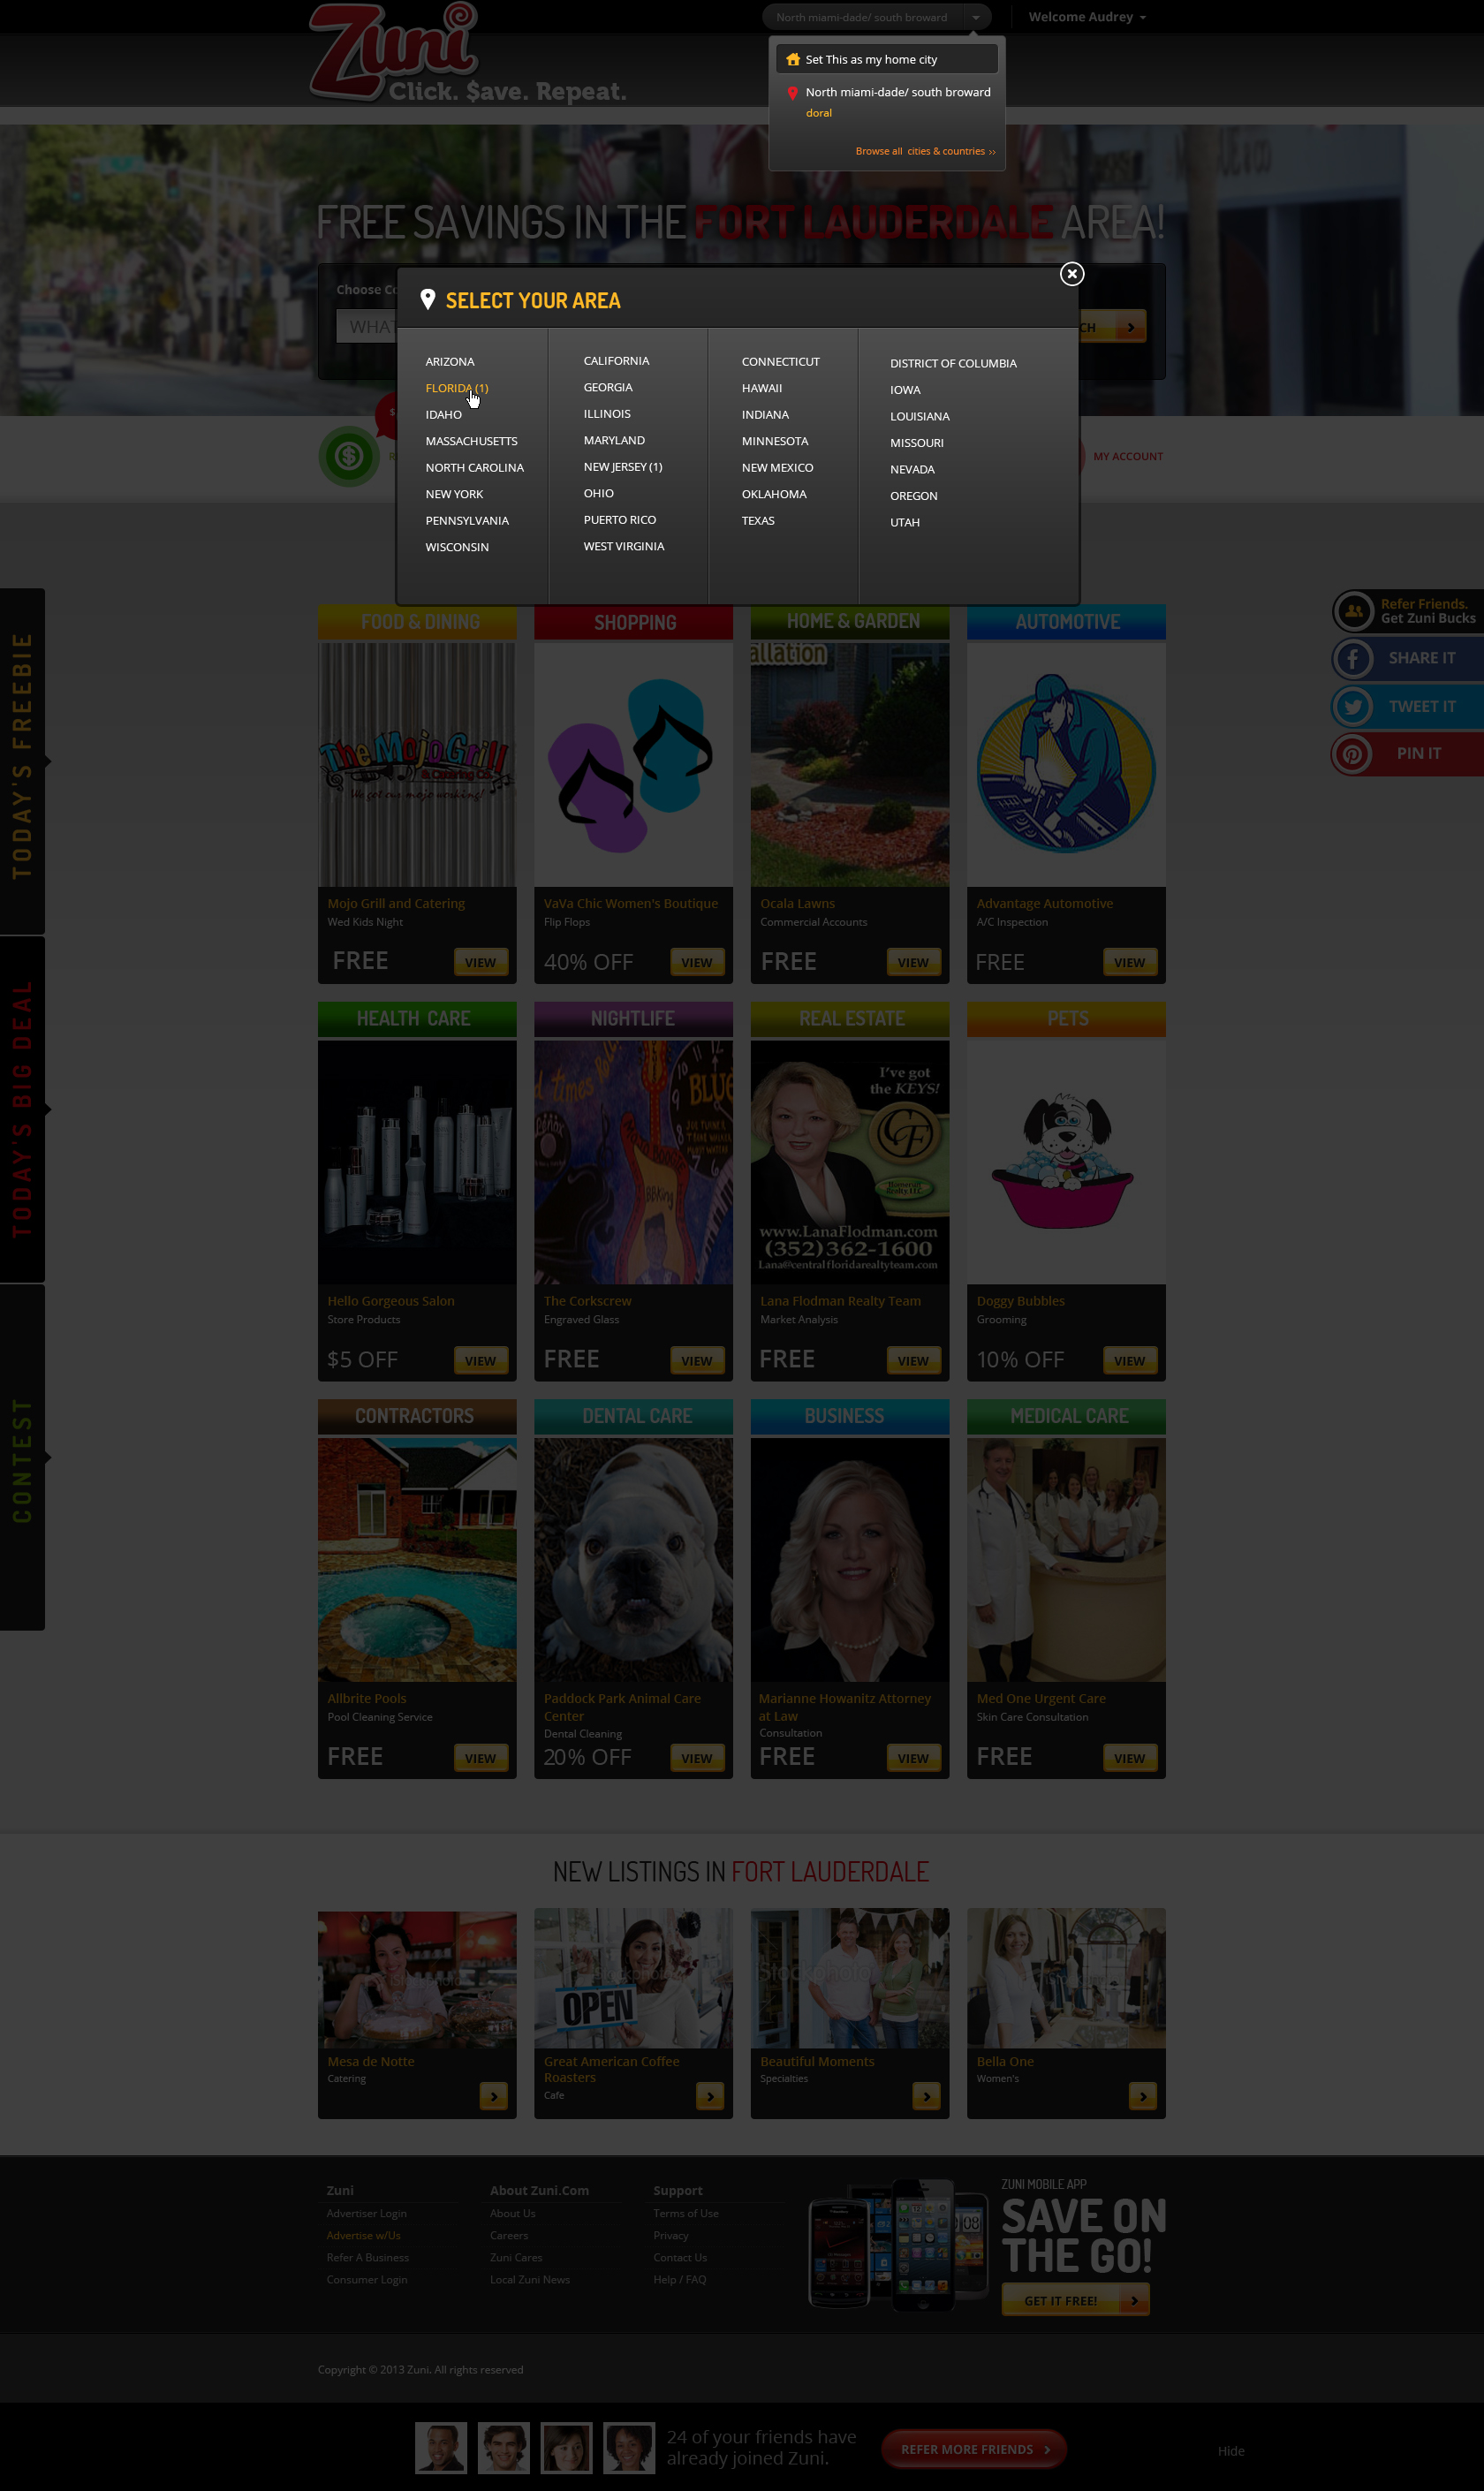 Zuni
Click. $ave. Repeat.
North miami-dade/ south broward
Welcome Audrey
Set This as my home city
North miami-dade/ south broward
doral
Browse all cities & countries ››
FREE SAVINGS IN THE FORT LAUDERDALE AREA!
Choose Co
WHAT
CH
SELECT YOUR AREA
ARIZONA
FLORIDA (1)
IDAHO
MASSACHUSETTS
NORTH CAROLINA
NEW YORK
PENNSYLVANIA
WISCONSIN
CALIFORNIA
GEORGIA
ILLINOIS
MARYLAND
NEW JERSEY (1)
OHIO
PUERTO RICO
WEST VIRGINIA
CONNECTICUT
HAWAII
INDIANA
MINNESOTA
NEW MEXICO
OKLAHOMA
TEXAS
DISTRICT OF COLUMBIA
IOWA
LOUISIANA
MISSOURI
NEVADA
OREGON
UTAH
$
MY ACCOUNT
TODAY'S FREEBIE
TODAY'S BIG DEAL
CONTEST
Refer Friends.
Get Zuni Bucks
SHARE IT
TWEET IT
PIN IT
FOOD & DINING
The Mojo Grill
& Catering Co.
We got our mojo working!
Mojo Grill and Catering
Wed Kids Night
FREE
VIEW
SHOPPING
VaVa Chic Women's Boutique
Flip Flops
40% OFF
VIEW
HOME & GARDEN
allation
Ocala Lawns
Commercial Accounts
FREE
VIEW
AUTOMOTIVE
Advantage Automotive
A/C Inspection
FREE
VIEW
HEALTH CARE
Hello Gorgeous Salon
Store Products
$5 OFF
VIEW
NIGHTLIFE
BLUE
BBKing
The Corkscrew
Engraved Glass
FREE
VIEW
REAL ESTATE
I've got
the KEYS!
CF
www.LanaFlodman.com
(352)362-1600
Lana@centralfloridarealtyteam.com
Lana Flodman Realty Team
Market Analysis
FREE
VIEW
PETS
Doggy Bubbles
Grooming
10% OFF
VIEW
CONTRACTORS
Allbrite Pools
Pool Cleaning Service
FREE
VIEW
DENTAL CARE
Paddock Park Animal Care
Center
Dental Cleaning
20% OFF
VIEW
BUSINESS
Marianne Howanitz Attorney
at Law
Consultation
FREE
VIEW
MEDICAL CARE
Med One Urgent Care
Skin Care Consultation
FREE
VIEW
NEW LISTINGS IN FORT LAUDERDALE
Mesa de Notte
Catering
OPEN
Great American Coffee
Roasters
Cafe
iStockphoto
Beautiful Moments
Specialties
Bella One
Women's
Zuni
Advertiser Login
Advertise w/Us
Refer A Business
Consumer Login
About Zuni.Com
About Us
Careers
Zuni Cares
Local Zuni News
Support
Terms of Use
Privacy
Contact Us
Help / FAQ
ZUNI MOBILE APP
SAVE ON
THE GO!
GET IT FREE!
Copyright © 2013 Zuni. All rights reserved
24 of your friends have
already joined Zuni.
REFER MORE FRIENDS
Hide